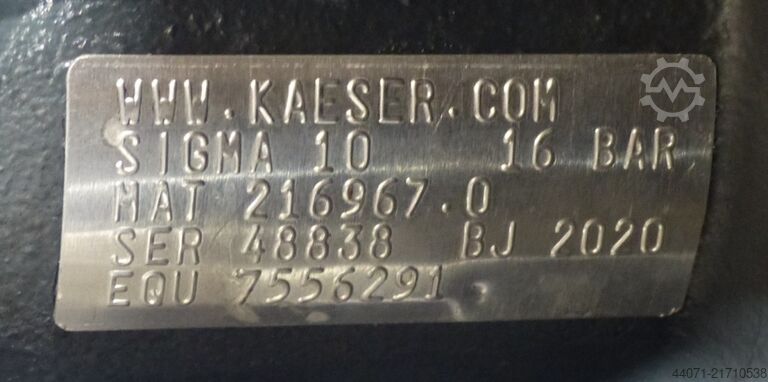 WWW.KAESER.COM
SIGMA 10 16 BAR
MAT 216967.0
SER 48838 BJ 2020
EQU 7556291
44071-21710538